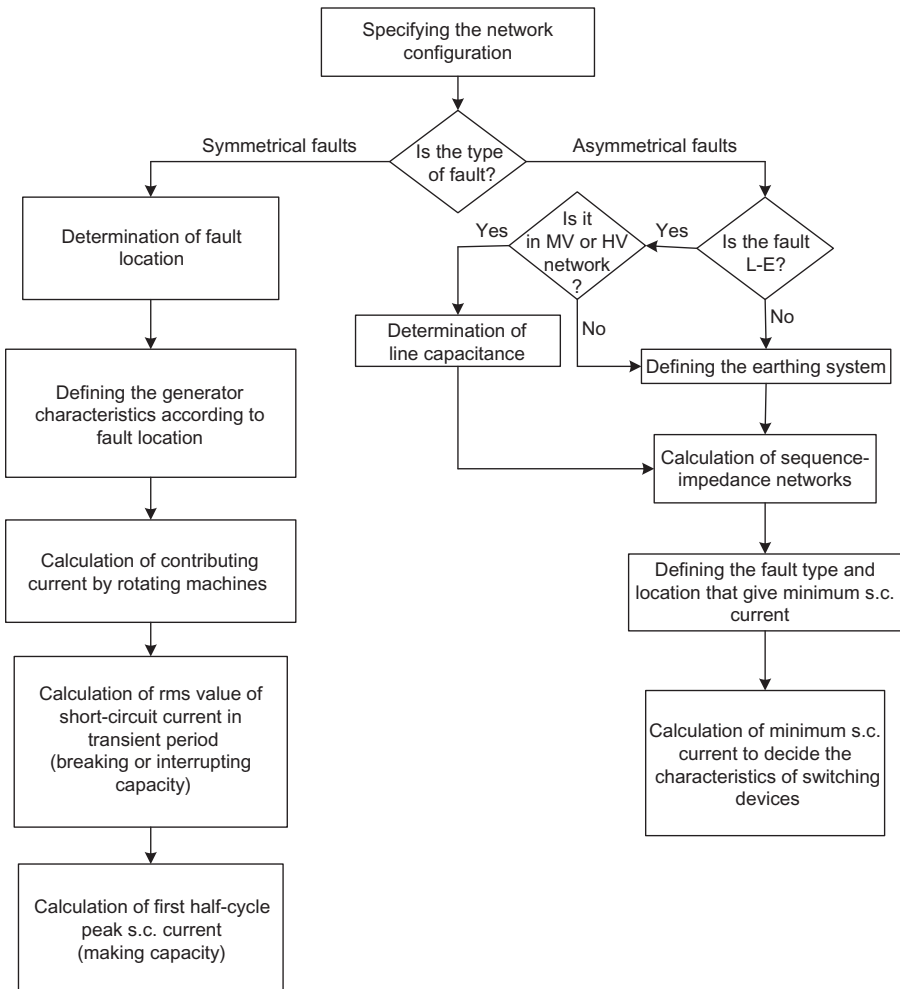 Specifying the network
configuration
Symmetrical faults
Is the type
of fault?
Asymmetrical faults
Determination of fault
location
Yes
Is it
in MV or HV
network
?
Yes
Is the fault
L-E?
No
No
Determination of
line capacitance
Defining the earthing system
Defining the generator
characteristics according to
fault location
Calculation of sequence-
impedance networks
Calculation of contributing
current by rotating machines
Defining the fault type and
location that give minimum s.c.
current
Calculation of rms value of
short-circuit current in
transient period
(breaking or interrupting
capacity)
Calculation of minimum s.c.
current to decide the
characteristics of switching
devices
Calculation of first half-cycle
peak s.c. current
(making capacity)